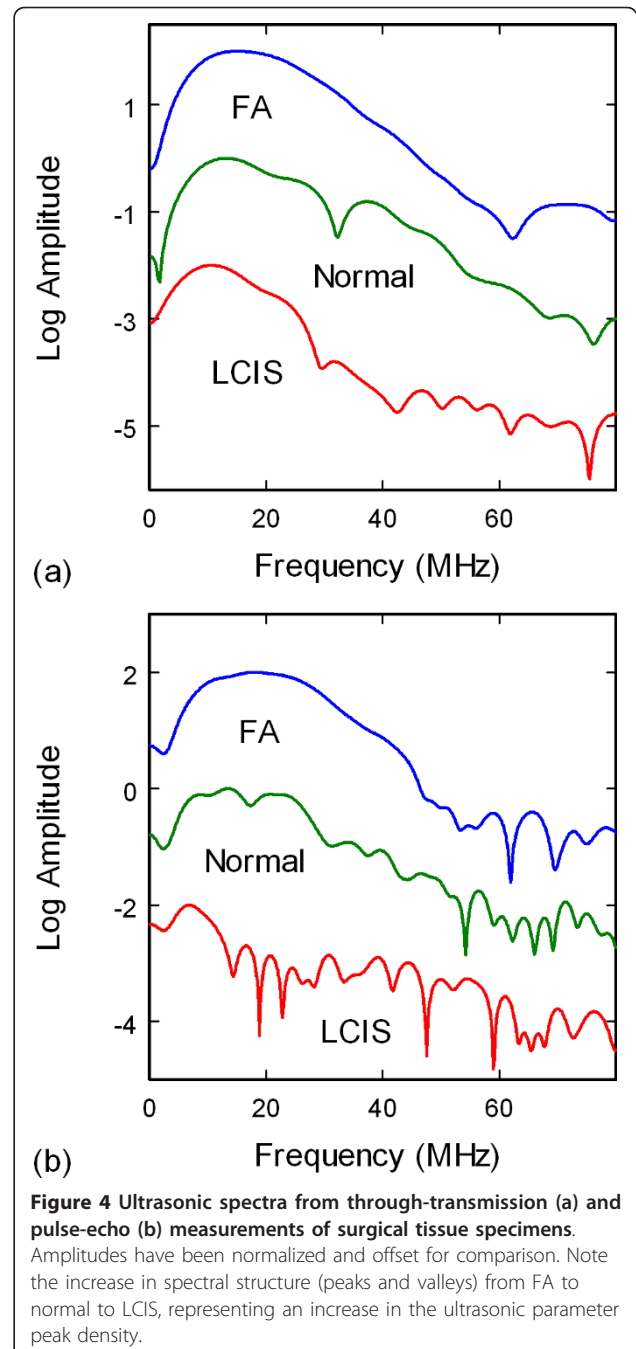 1
-1
-3
-5
Log Amplitude
FA
Normal
LCIS
0 20 40 60
(a) Frequency (MHz)
2
0
-2
-4
Log Amplitude
FA
Normal
LCIS
0 20 40 60
(b) Frequency (MHz)
Figure 4 Ultrasonic spectra from through-transmission (a) and
pulse-echo (b) measurements of surgical tissue specimens.
Amplitudes have been normalized and offset for comparison. Note
the increase in spectral structure (peaks and valleys) from FA to
normal to LCIS, representing an increase in the ultrasonic parameter
peak density.